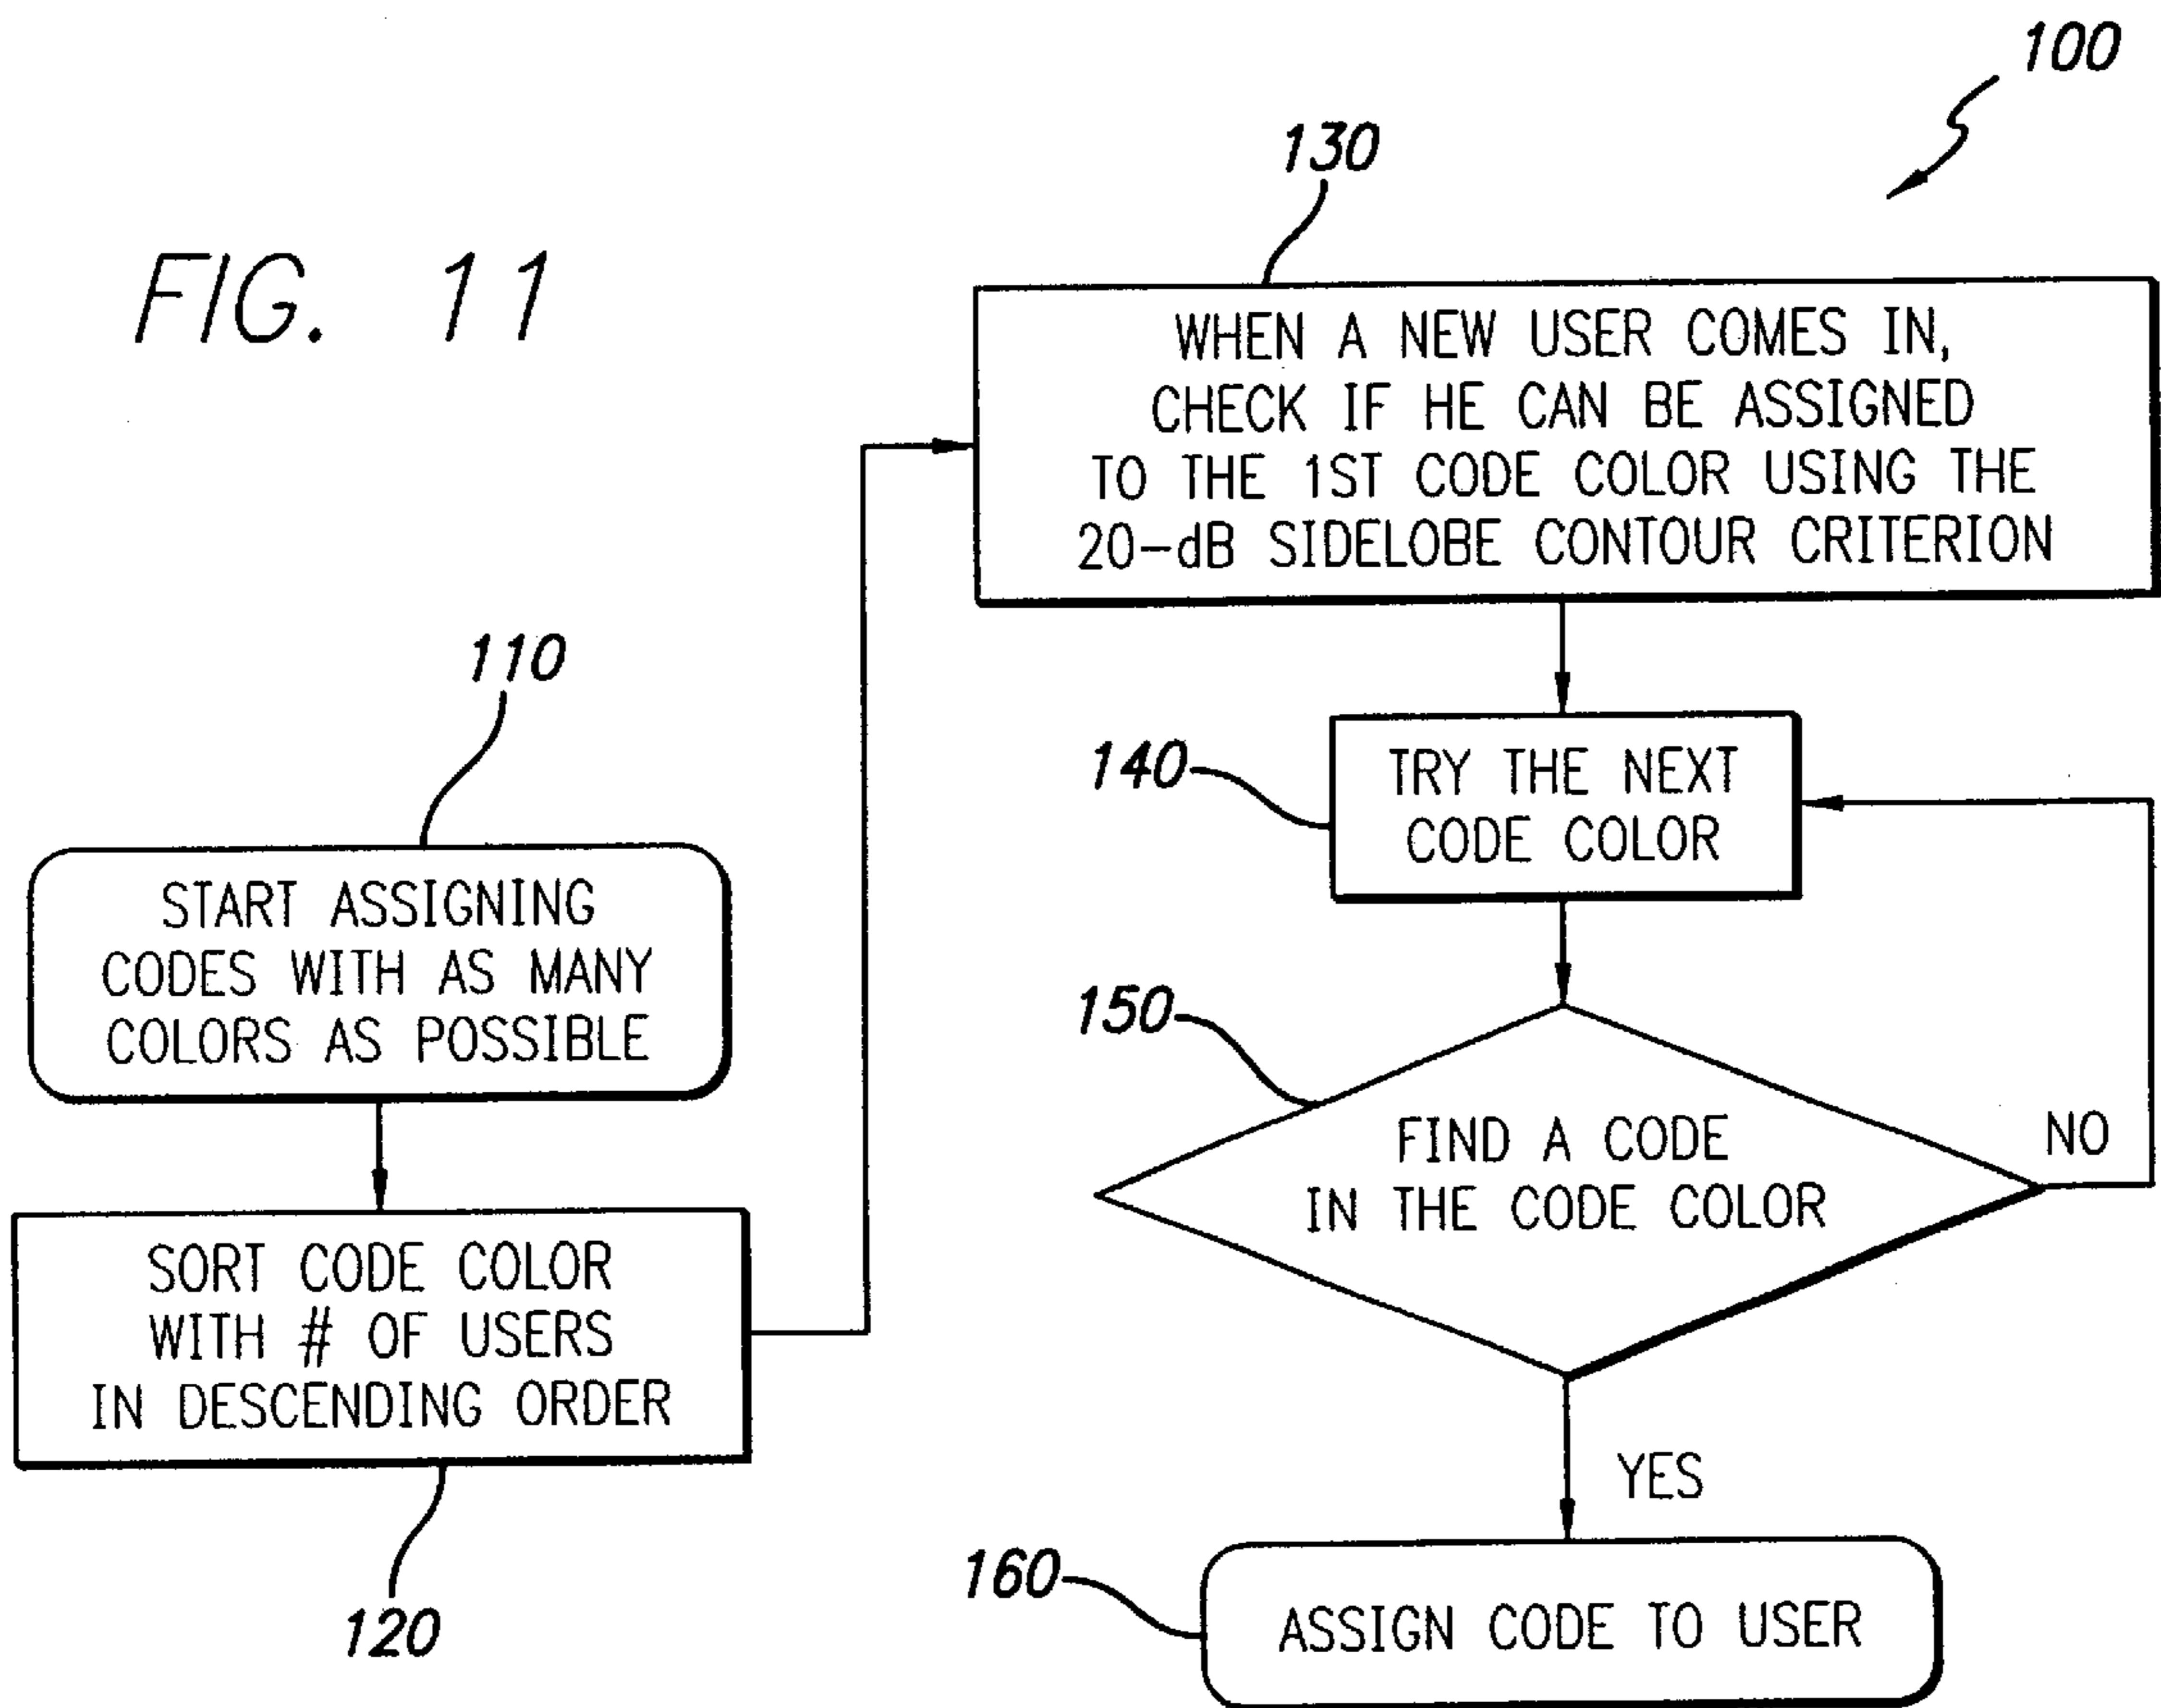 FIG. 11
100
110
START ASSIGNING
CODES WITH AS MANY
COLORS AS POSSIBLE
SORT CODE COLOR
WITH # OF USERS
IN DESCENDING ORDER
120
130
WHEN A NEW USER COMES IN,
CHECK IF HE CAN BE ASSIGNED
TO THE 1ST CODE COLOR USING THE
20-dB SIDELOBE CONTOUR CRITERION
140
TRY THE NEXT
CODE COLOR
150
FIND A CODE
IN THE CODE COLOR
NO
YES
160
ASSIGN CODE TO USER